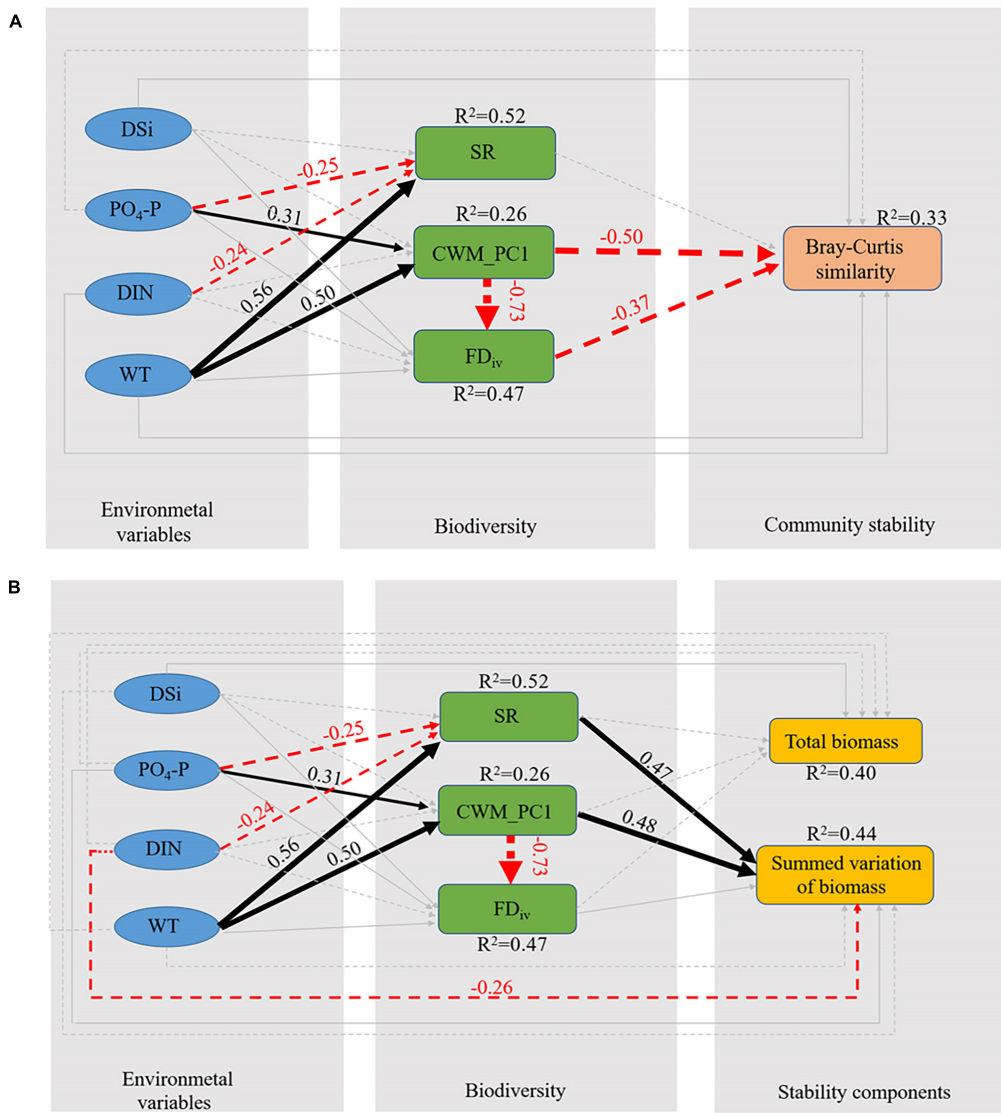 A
DSi
PO₄-P
DIN
WT
R²=0.52
SR
R²=0.26
CWM_PC1
FDiv
R²=0.47
R²=0.33
Bray-Curtis
similarity
-0.25
0.31
-0.24
0.56
0.50
-0.73
-0.50
-0.37
Environmetal
variables
Biodiversity
Community stability
B
DSi
PO₄-P
DIN
WT
R²=0.52
SR
R²=0.26
CWM_PC1
FDiv
R²=0.47
Total biomass
R²=0.40
R²=0.44
Summed variation
of biomass
-0.25
0.31
-0.24
0.56
0.50
-0.73
0.47
0.48
-0.26
Environmetal
variables
Biodiversity
Stability components